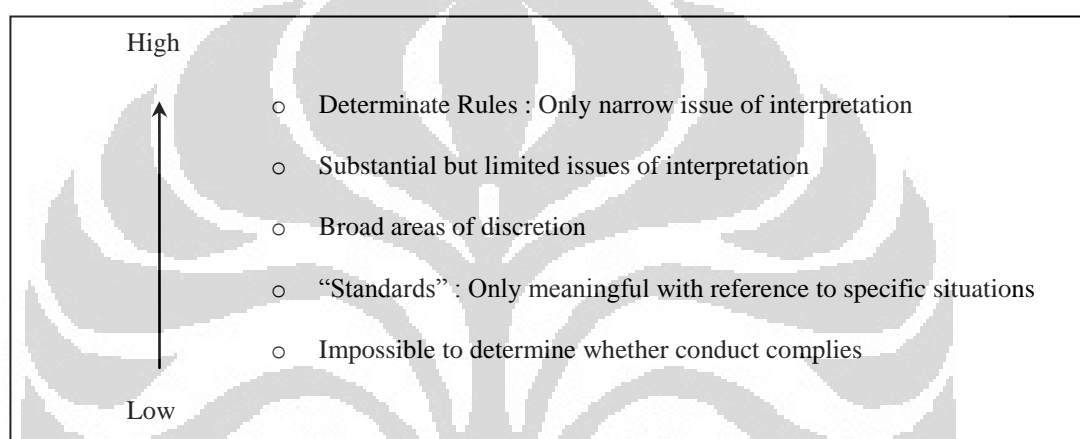 High
o Determinate Rules : Only narrow issue of interpretation
o Substantial but limited issues of interpretation
o Broad areas of discretion
o “Standards” : Only meaningful with reference to specific situations
o Impossible to determine whether conduct complies
Low